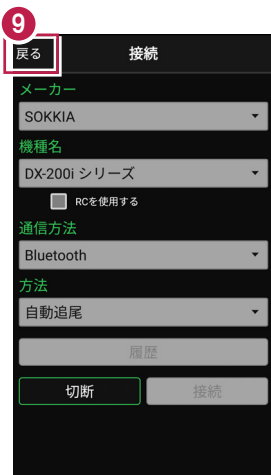 9
戻る 接続
メーカー
SOKKIA
機種名
DX-200i シリーズ
RCを使用する
通信方法
Bluetooth
方法
自動追尾
履歴
切断 接続